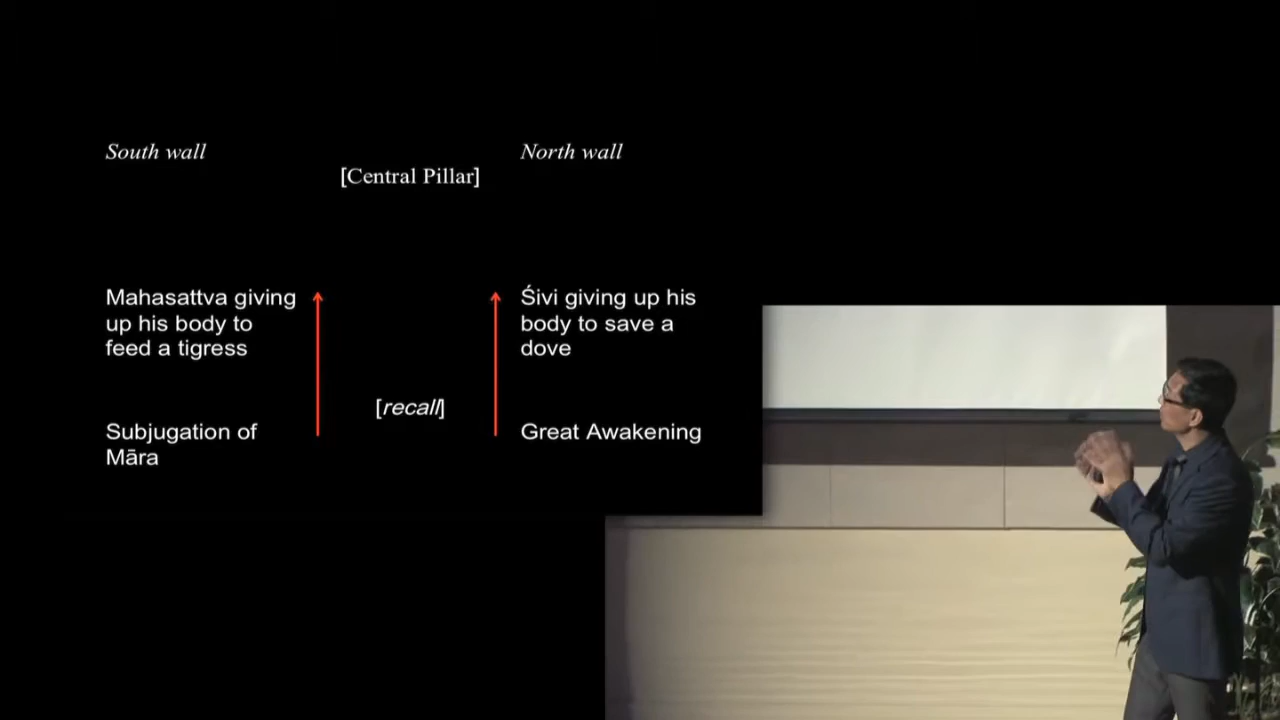 South wall
North wall
[Central Pillar]
Mahasattva giving
up his body to
feed a tigress
Śivi giving up his
body to save a
dove
[recall]
Subjugation of
Māra
Great Awakening